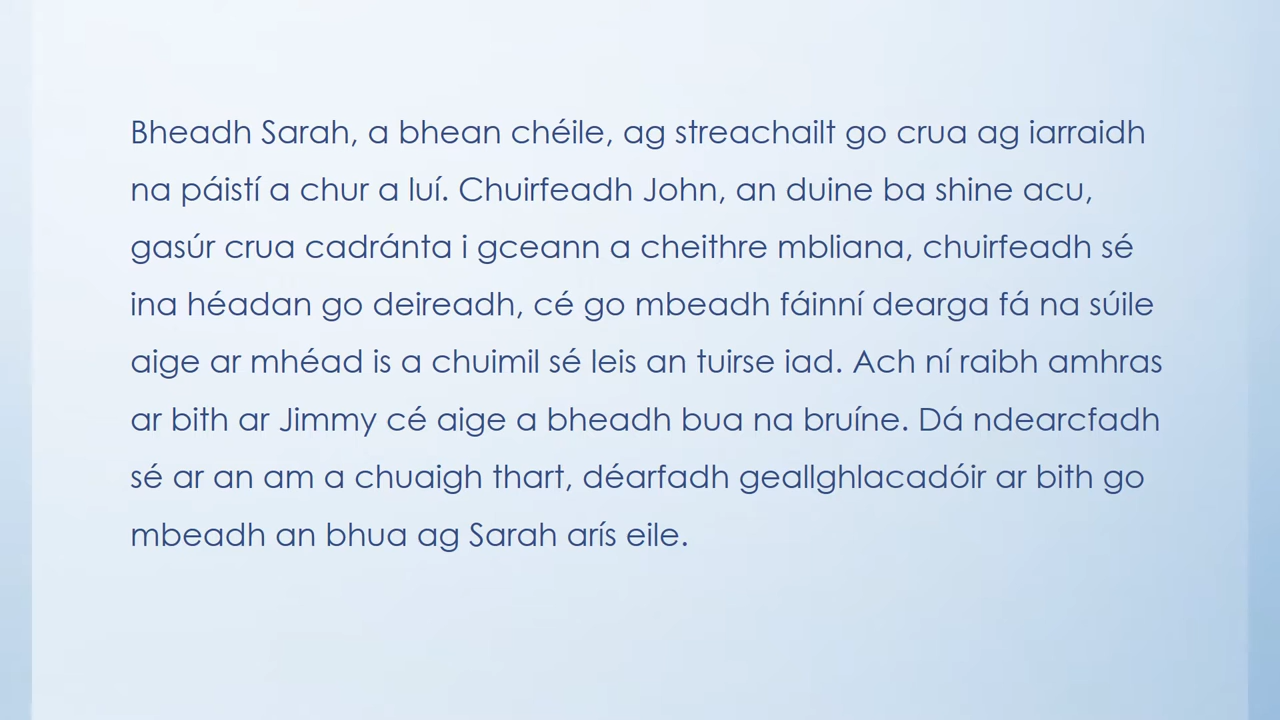 Bheadh Sarah, a bhean chéile, ag streachailt go crua ag iarraidh
na páistí a chur a luí. Chuirfeadh John, an duine ba shine acu,
gasúr crua cadránta i gceann a cheithre mbliana, chuirfeadh sé
ina héadan go deireadh, cé go mbeadh fáinní dearga fá na súile
aige ar mhéad is a chuimil sé leis an tuirse iad. Ach ní raibh amhras
ar bith ar Jimmy cé aige a bheadh bua na bruíne. Dá ndearcfadh
sé ar an am a chuaigh thart, déarfadh geallghlacadóir ar bith go
mbeadh an bhua ag Sarah arís eile.